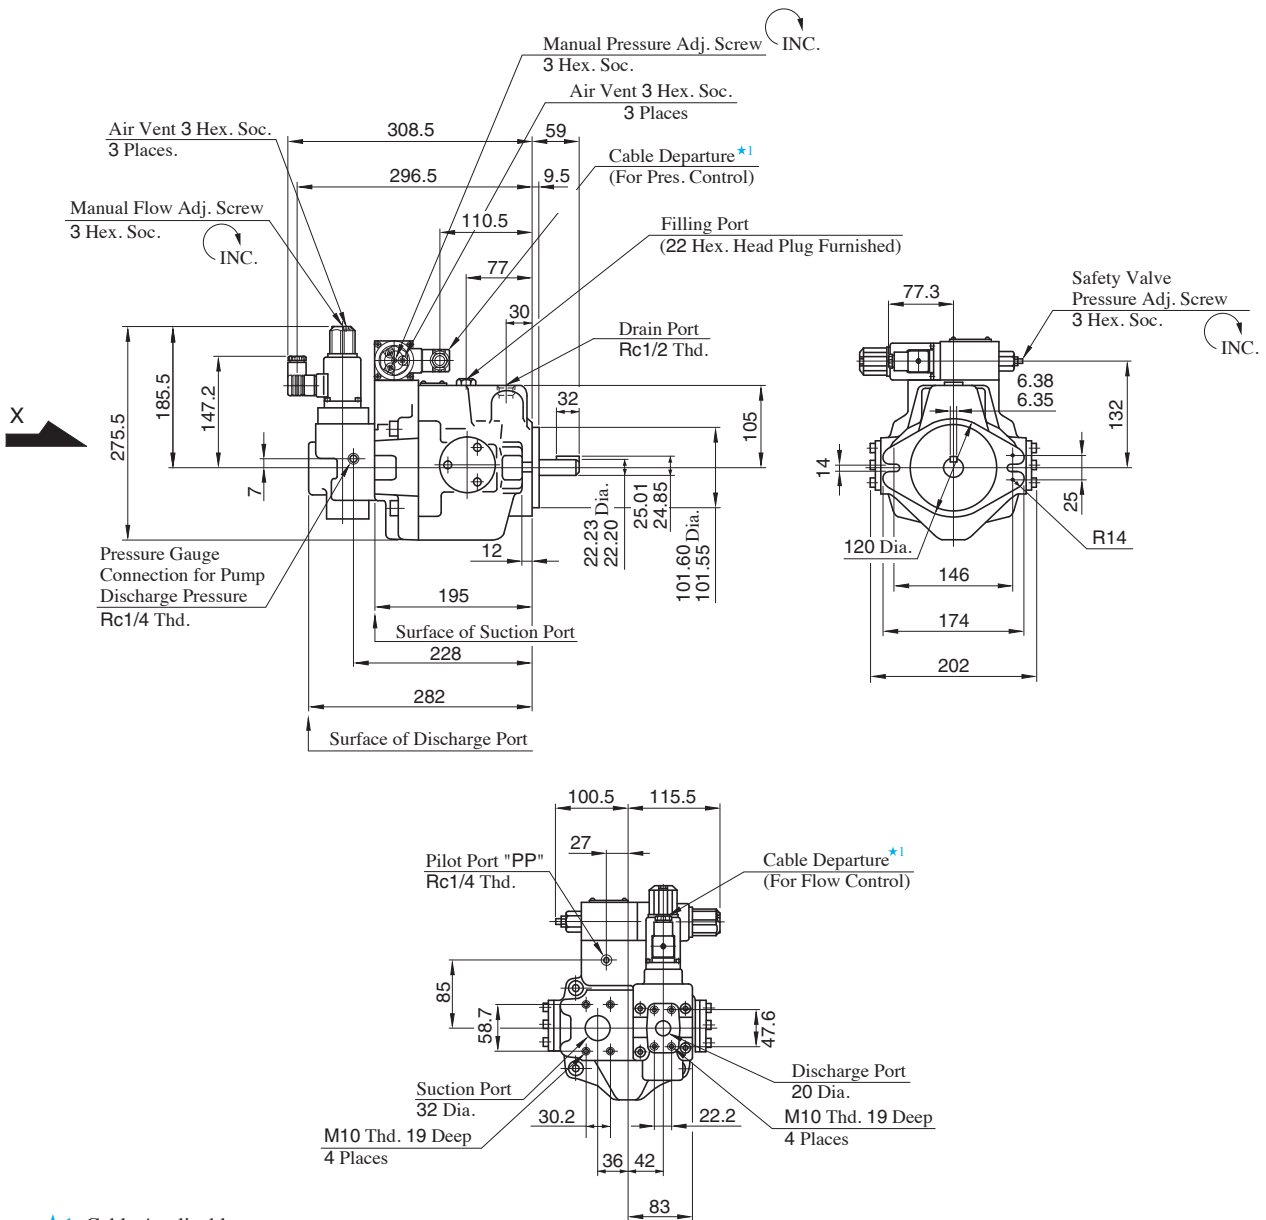 Manual Pressure Adj. Screw
3 Hex. Soc.
INC.
Air Vent 3 Hex. Soc.
3 Places
Air Vent 3 Hex. Soc.
3 Places.
308.5
59
Cable Departure★1
(For Pres. Control)
296.5
9.5
Manual Flow Adj. Screw
3 Hex. Soc.
INC.
110.5
Filling Port
(22 Hex. Head Plug Furnished)
77
30
Drain Port
Rc1/2 Thd.
Safety Valve
Pressure Adj. Screw
3 Hex. Soc.
INC.
77.3
X
275.5
185.5
147.2
7
32
105
6.38
6.35
132
14
25
22.23 Dia.
22.20
25.01
24.85
101.60 Dia.
101.55
12
120 Dia.
R14
146
174
202
Pressure Gauge
Connection for Pump
Discharge Pressure
Rc1/4 Thd.
195
Surface of Suction Port
228
282
Surface of Discharge Port
100.5
115.5
27
Pilot Port "PP"
Rc1/4 Thd.
Cable Departure★1
(For Flow Control)
85
58.7
47.6
Suction Port
32 Dia.
Discharge Port
20 Dia.
30.2
22.2
M10 Thd. 19 Deep
4 Places
M10 Thd. 19 Deep
4 Places
36
42
83